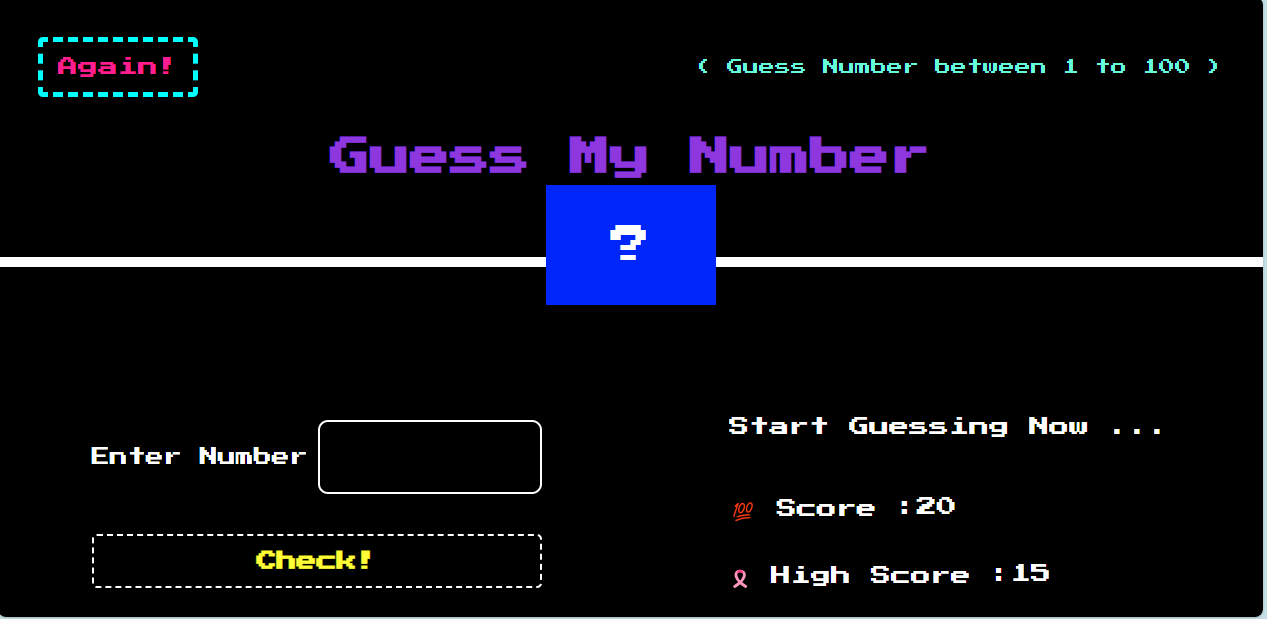 Again!
( Guess Number between 1 to 100 )
Guess My Number
?
Enter Number
Check!
Start Guessing Now ...
💯 Score :20
🎗 High Score :15